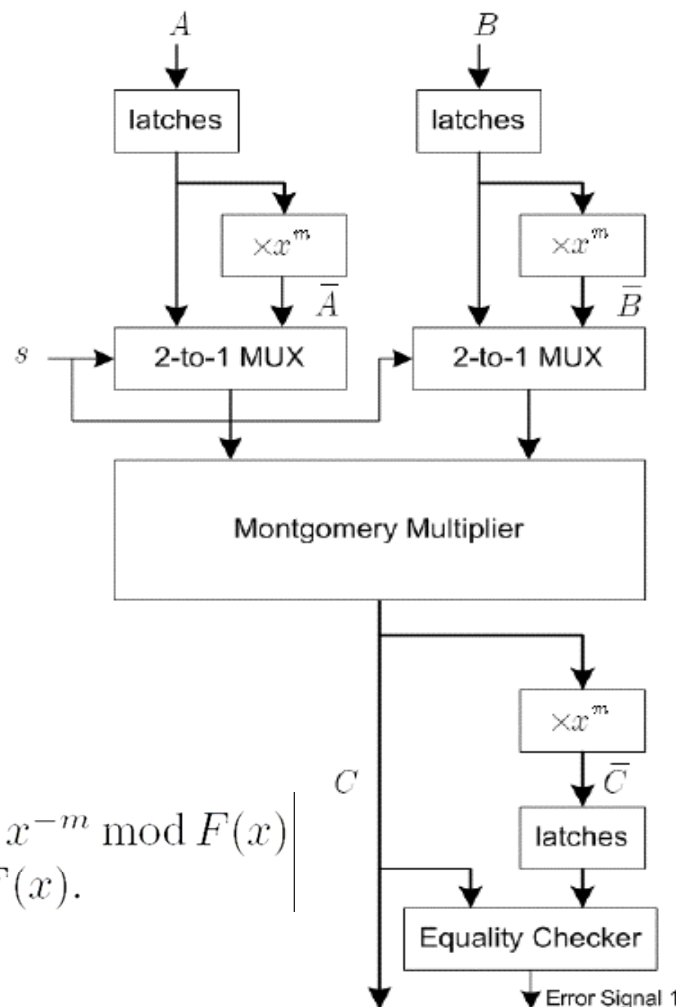 A B
latches latches
×x^m ×x^m
A̅ B̅
s 2-to-1 MUX 2-to-1 MUX
Montgomery Multiplier
×x^m
C C̅
x^{-m} mod F(x)
latches
F(x).
Equality Checker
Error Signal 1